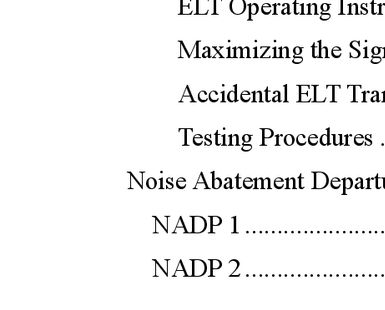 ELT Operating Instr
Maximizing the Sig
Accidental ELT Tra
Testing Procedures .
Noise Abatement Depart
NADP 1 ......................
NADP 2 ......................